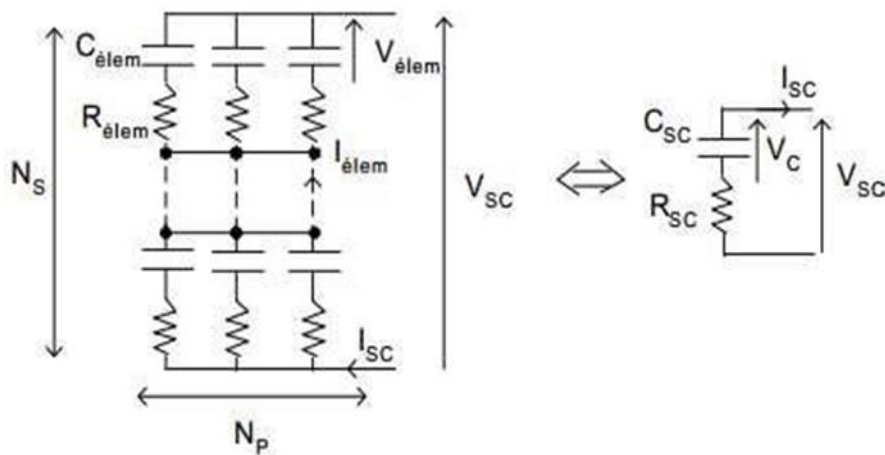 C_élem
V_élem
R_élem
I_élem
N_S
V_SC
I_SC
N_P
I_SC
C_SC
V_C
V_SC
R_SC